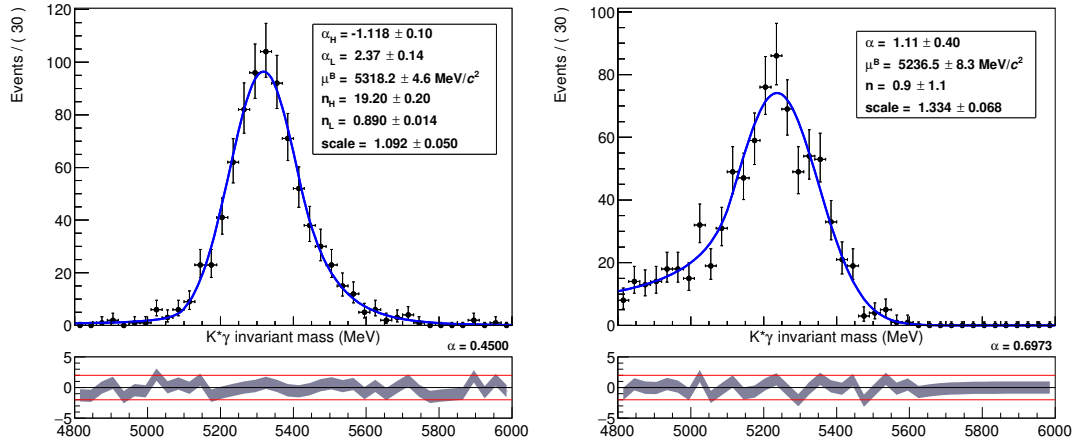 Events / ( 30 )
120
100
80
60
40
20
0
α_H = -1.118 ± 0.10
α_L = 2.37 ± 0.14
μ^B = 5318.2 ± 4.6 MeV/c^2
n_H = 19.20 ± 0.20
n_L = 0.890 ± 0.014
scale = 1.092 ± 0.050
K*γ invariant mass (MeV)
α = 0.4500
5
0
−5
4800 5000 5200 5400 5600 5800 6000
Events / ( 30 )
100
80
60
40
20
0
α = 1.11 ± 0.40
μ^B = 5236.5 ± 8.3 MeV/c^2
n = 0.9 ± 1.1
scale = 1.334 ± 0.068
K*γ invariant mass (MeV)
α = 0.6973
5
0
−5
4800 5000 5200 5400 5600 5800 6000